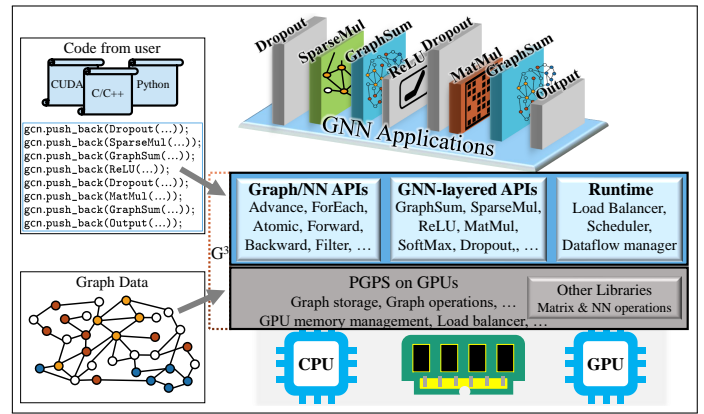 Code from user
CUDA
C/C++
Python
gcn.push_back(Dropout(...));
gcn.push_back(SparseMul(...));
gcn.push_back(GraphSum(...));
gcn.push_back(ReLU(...));
gcn.push_back(Dropout(...));
gcn.push_back(MatMul(...));
gcn.push_back(GraphSum(...));
gcn.push_back(Output(...));
Graph Data
Dropout
SparseMul
GraphSum
ReLU
Dropout
MatMul
GraphSum
Output
GNN Applications
G³
Graph/NN APIs
Advance, ForEach,
Atomic, Forward,
Backward, Filter, …
GNN-layered APIs
GraphSum, SparseMul,
ReLU, MatMul,
SoftMax, Dropout,, …
Runtime
Load Balancer,
Scheduler,
Dataflow manager
PGPS on GPUs
Graph storage, Graph operations, …
GPU memory management, Load balancer, …
Other Libraries
Matrix & NN operations
CPU
GPU